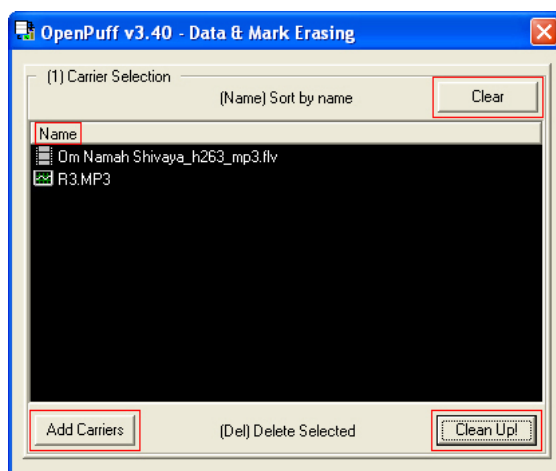 OpenPuff v3.40 - Data & Mark Erasing
(1) Carrier Selection
(Name) Sort by name
Clear
Name
Om Namah Shivaya_h263_mp3.flv
R3.MP3
Add Carriers
(Del) Delete Selected
Clean Up!